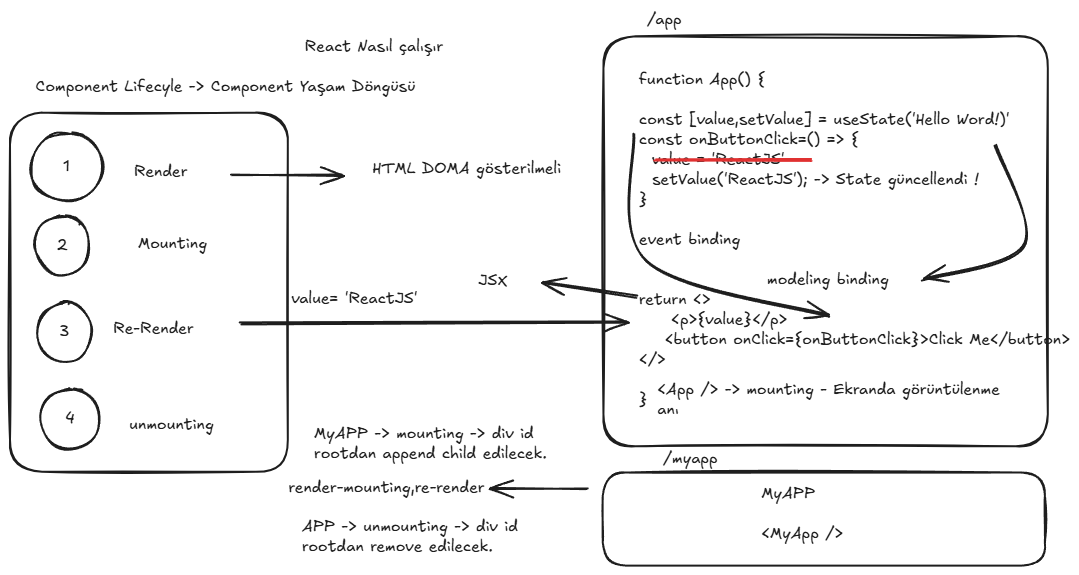 /app
React Nasıl çalışır
Component Lifecyle -> Component Yaşam Döngüsü
1
Render
HTML DOMA gösterilmeli
2
Mounting
3
Re-Render
4
unmounting
value= 'ReactJS'
JSX
function App() {
const [value,setValue] = useState('Hello Word!)'
const onButtonClick=() => {
value = 'ReactJS'
setValue('ReactJS'); -> State güncellendi !
}
event binding
modeling binding
return <>
<p>{value}</p>
<button onClick={onButtonClick}>Click Me</button>
</>
}
<App /> -> mounting - Ekranda görüntülenme
anı
MyAPP -> mounting -> div id
rootdan append child edilecek.
render-mounting,re-render
APP -> unmounting -> div id
rootdan remove edilecek.
/myapp
MyAPP
<MyApp />